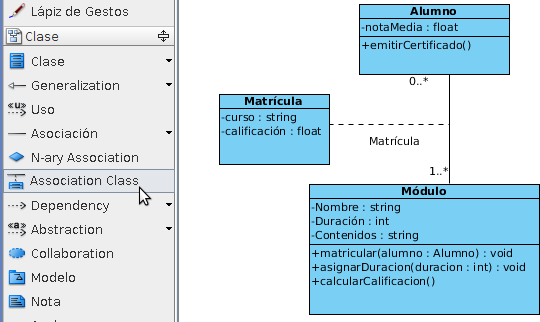 Lápiz de Gestos
Clase
Clase
Generalization
<<u>> Uso
Asociación
N-ary Association
Association Class
Dependency
<<a>> Abstraction
Collaboration
Modelo
Nota
Alumno
-notaMedia : float
+emitirCertificado()
0..*
Matrícula
-curso : string
-calificación : float
Matrícula
1..*
Módulo
-Nombre : string
-Duración : int
-Contenidos : string
+matricular(alumno : Alumno) : void
+asignarDuracion(duracion : int) : void
+calcularCalificacion()